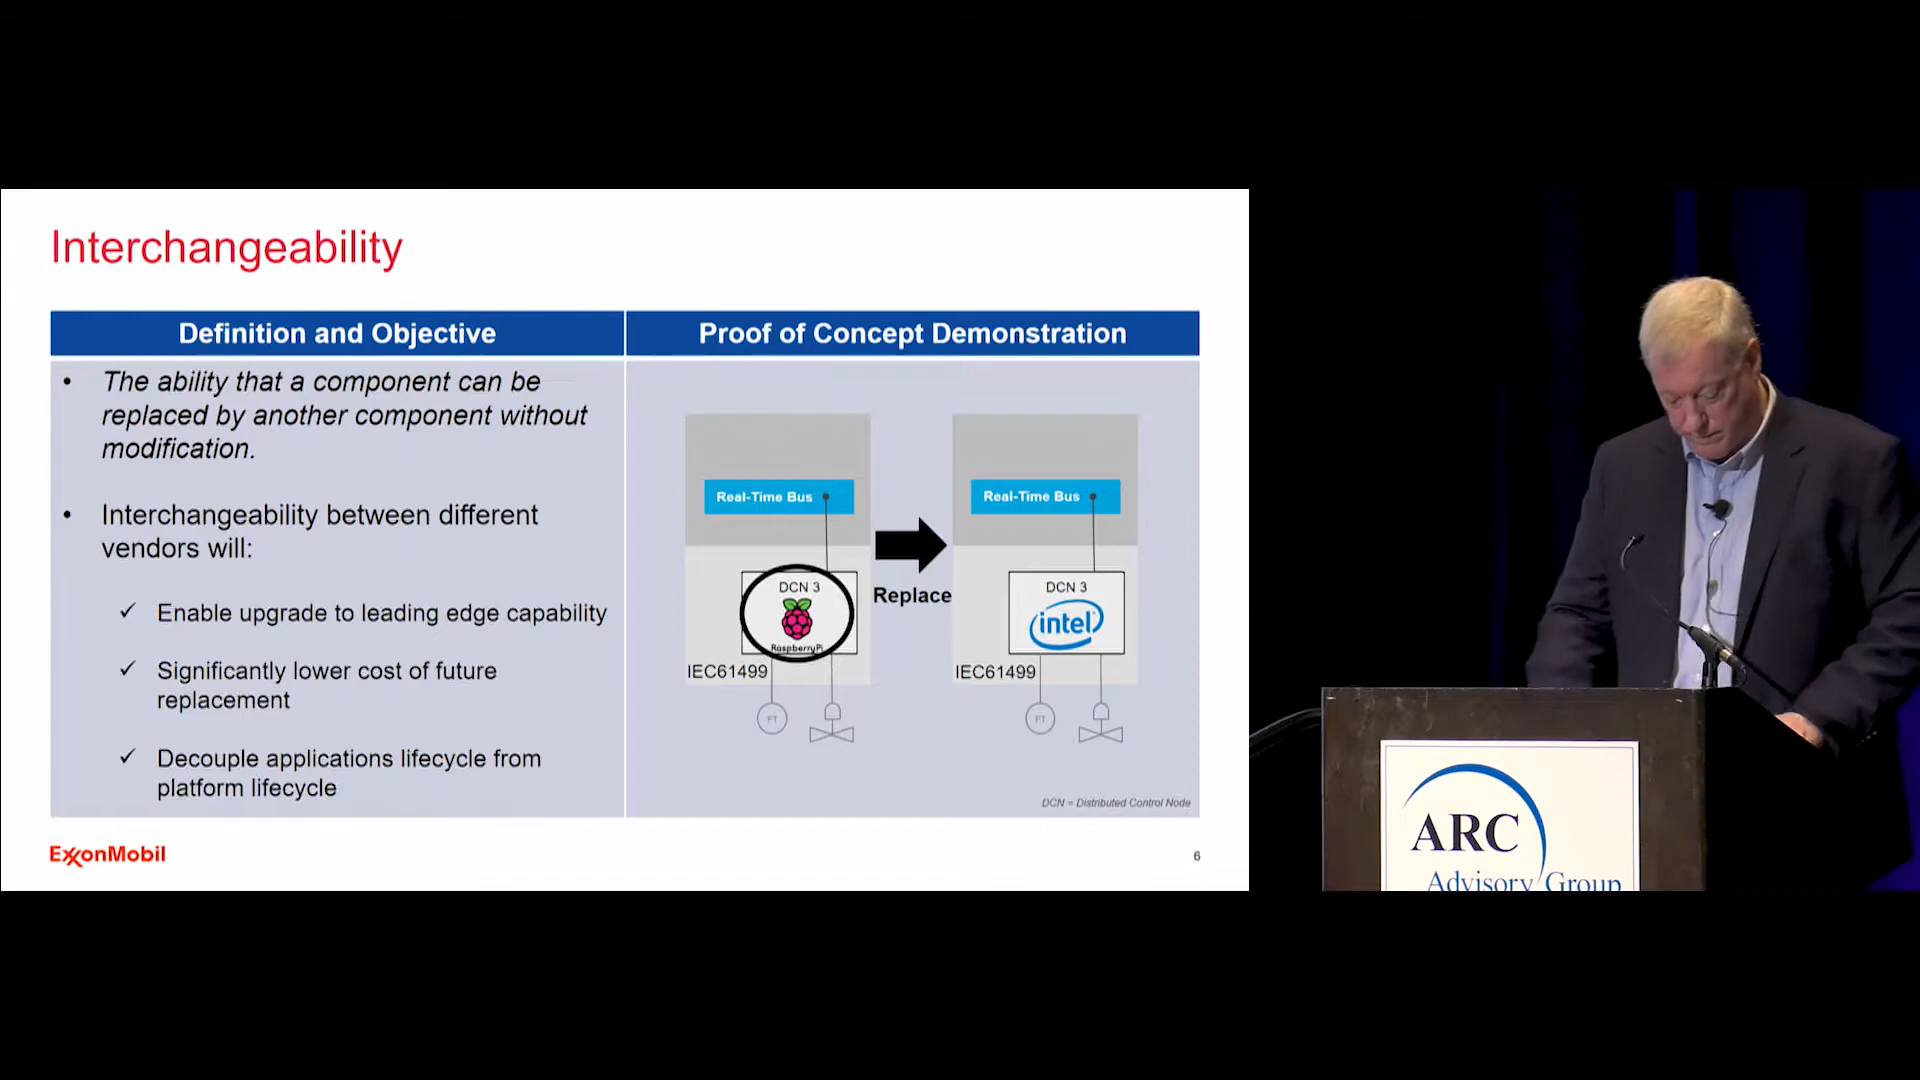 Interchangeability
Definition and Objective
• The ability that a component can be
replaced by another component without
modification.
• Interchangeability between different
vendors will:
✓ Enable upgrade to leading edge capability
✓ Significantly lower cost of future
replacement
✓ Decouple applications lifecycle from
platform lifecycle
Proof of Concept Demonstration
Real-Time Bus
DCN 3
RaspberryPi
IEC61499
FT
Replace
Real-Time Bus
DCN 3
intel
IEC61499
FT
DCN = Distributed Control Node
ExxonMobil
6
ARC
Advisory Group